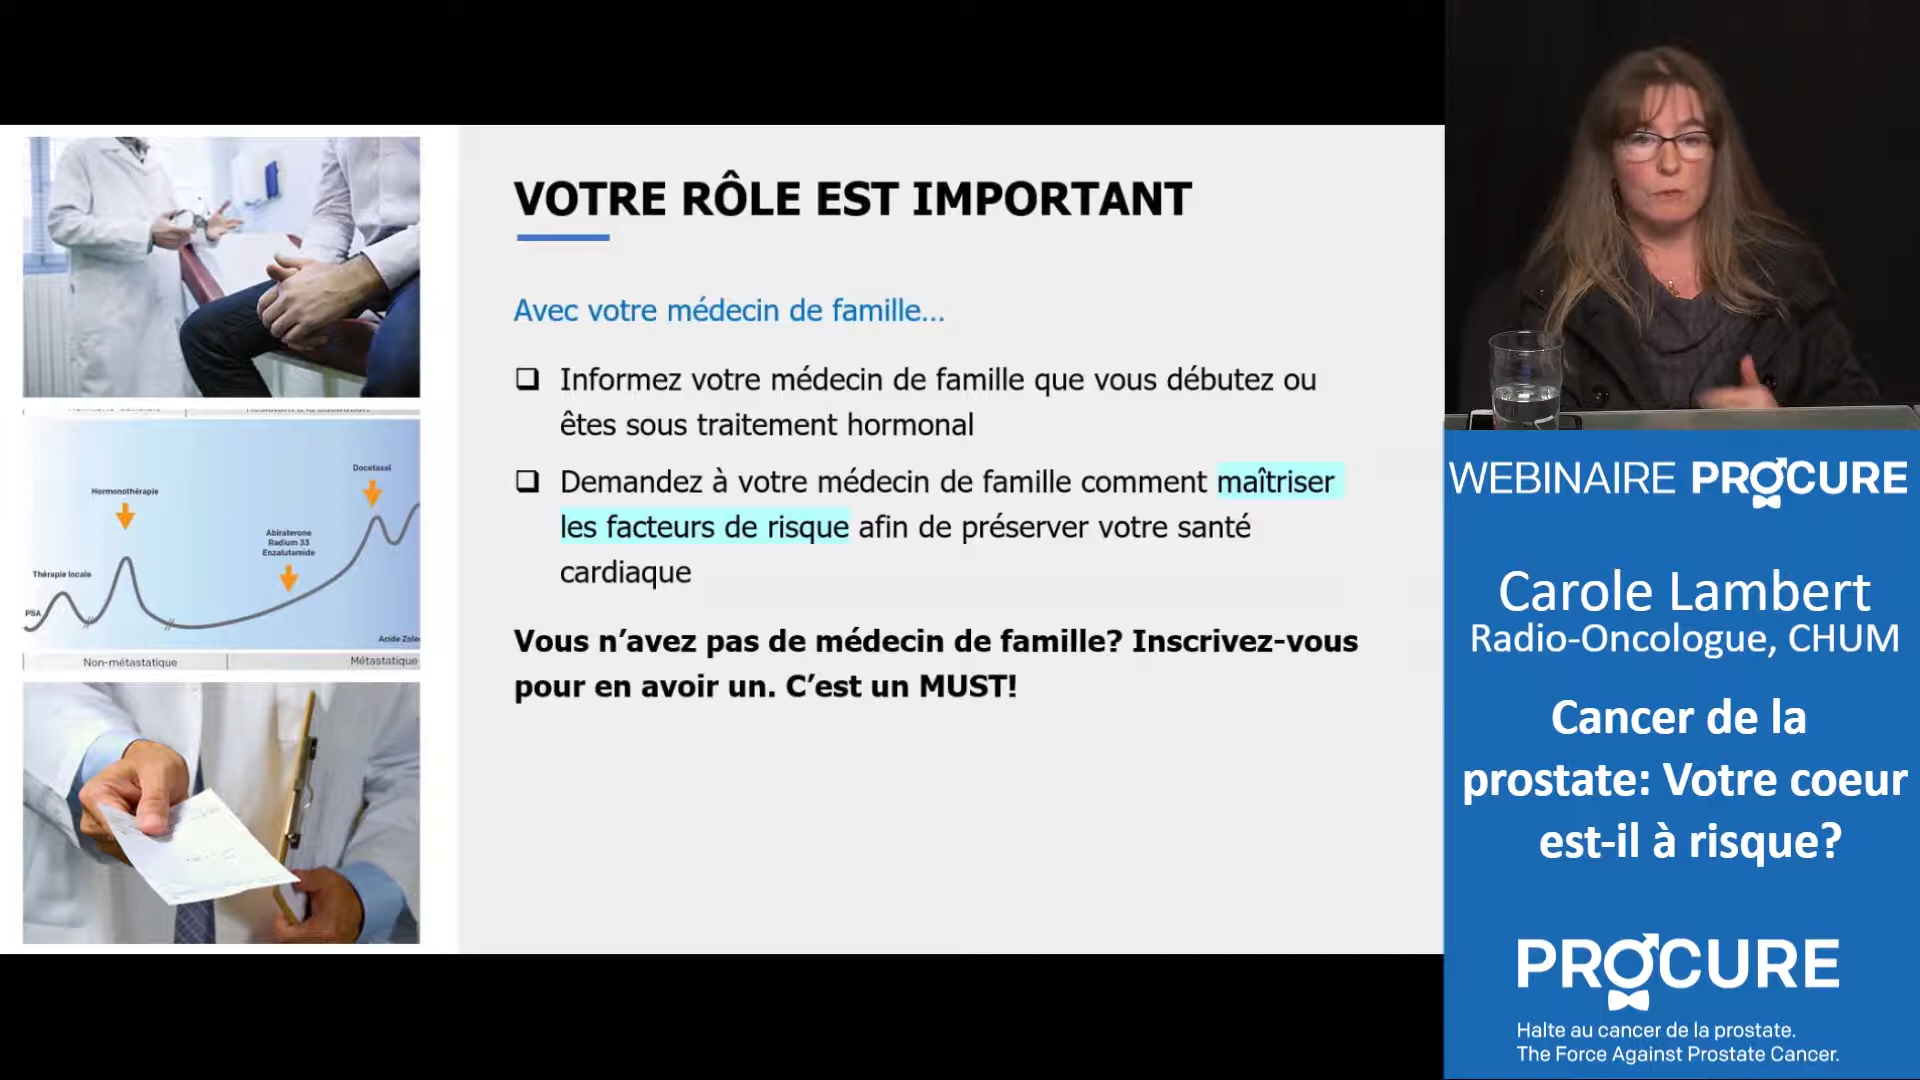 VOTRE RÔLE EST IMPORTANT
Avec votre médecin de famille...
Informez votre médecin de famille que vous débutez ou
êtes sous traitement hormonal
Demandez à votre médecin de famille comment maîtriser
les facteurs de risque afin de préserver votre santé
cardiaque
Vous n'avez pas de médecin de famille? Inscrivez-vous
pour en avoir un. C'est un MUST!
Docetaxel
Hormonothérapie
Abiraterone
Radium 33
Enzalutamide
Thérapie locale
PSA
Acide
Non-métastatique
Métastatique
WEBINAIRE PROCURE
Carole Lambert
Radio-Oncologue, CHUM
Cancer de la
prostate: Votre coeur
est-il à risque?
PROCURE
Halte au cancer de la prostate.
The Force Against Prostate Cancer.